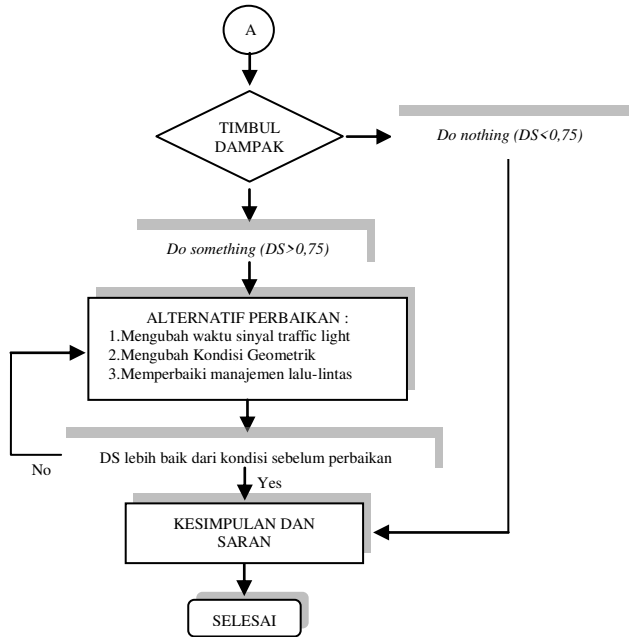 A
TIMBUL
DAMPAK
Do nothing (DS<0,75)
Do something (DS>0,75)
ALTERNATIF PERBAIKAN :
1.Mengubah waktu sinyal traffic light
2.Mengubah Kondisi Geometrik
3.Memperbaiki manajemen lalu-lintas
DS lebih baik dari kondisi sebelum perbaikan
No
Yes
KESIMPULAN DAN
SARAN
SELESAI